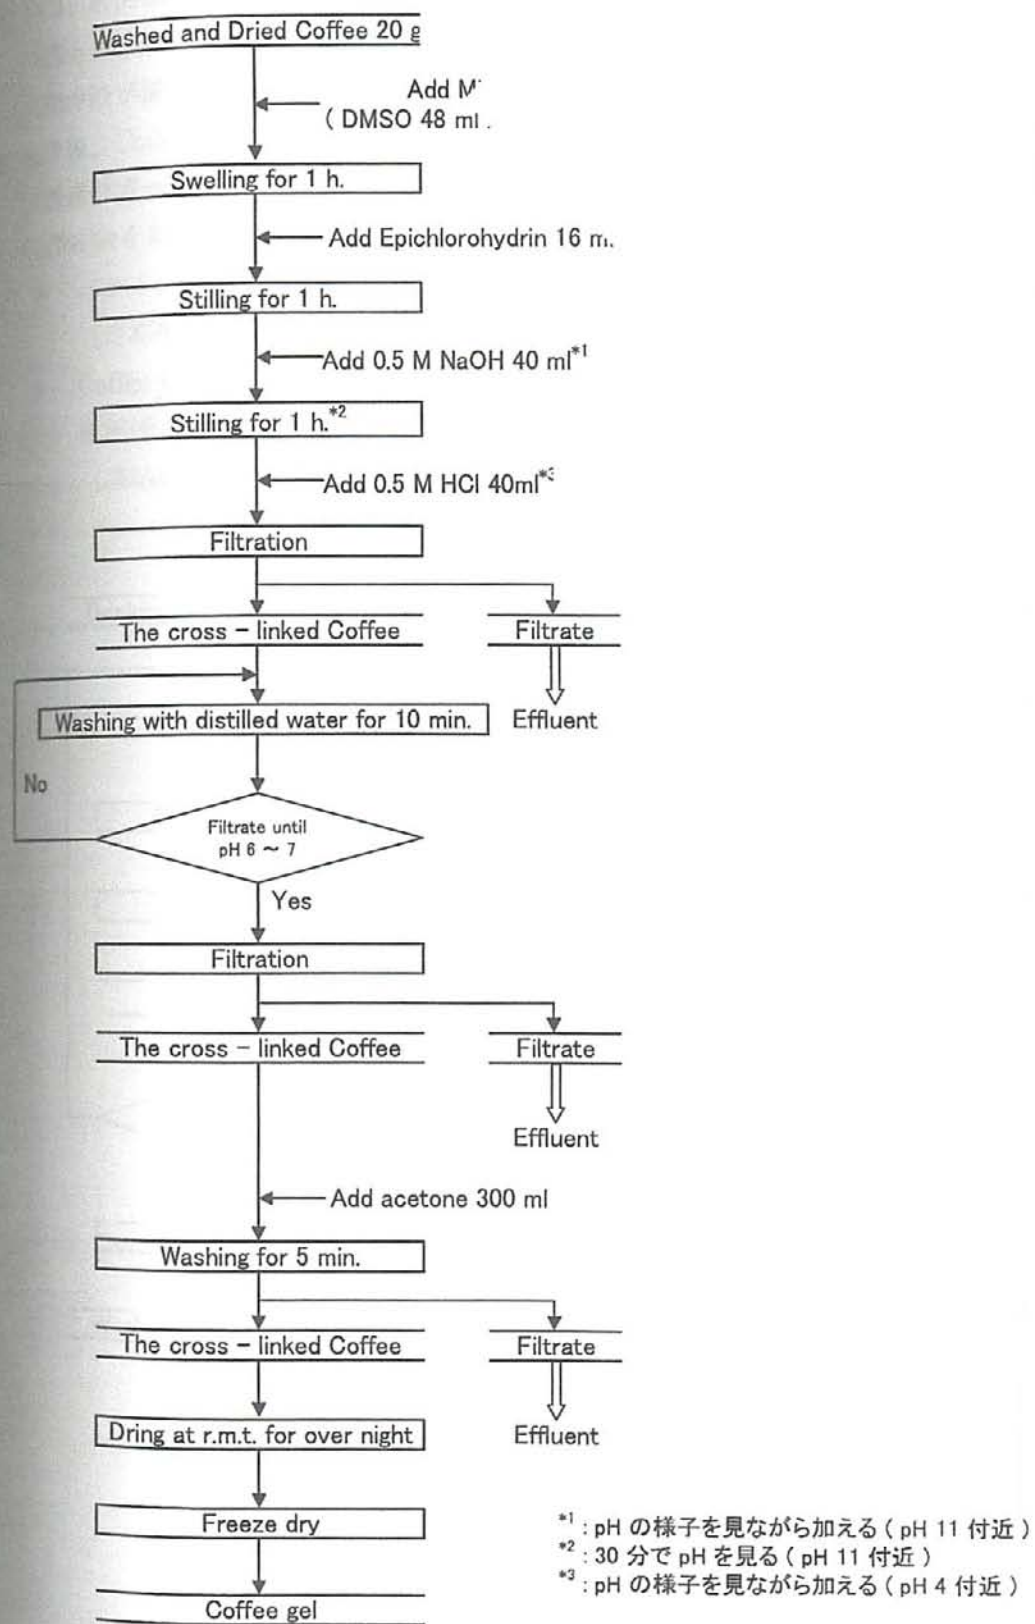 Washed and Dried Coffee 20 g
Add
( DMSO 48 ml
Swelling for 1 h.
Add Epichlorohydrin 16
Stilling for 1 h.
Add 0.5 M NaOH 40 ml*1
Stilling for 1 h.*2
Add 0.5 M HCl 40ml*3
Filtration
The cross - linked Coffee
Filtrate
Washing with distilled water for 10 min.
Effluent
No
Filtrate until
pH 6 ～ 7
Yes
Filtration
The cross - linked Coffee
Filtrate
Effluent
Add acetone 300 ml
Washing for 5 min.
The cross - linked Coffee
Filtrate
Dring at r.m.t. for over night
Effluent
Freeze dry
*1 : pH の様子を見ながら加える ( pH 11 付近 )
*2 : 30 分で pH を見る ( pH 11 付近 )
*3 : pH の様子を見ながら加える ( pH 4 付近 )
Coffee gel